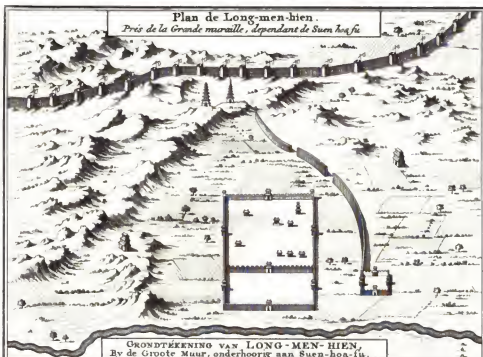 Plan de Long-men-hien.
Près de la Grande muraille, dependant de Suen hoa fu
GRONDTEKENING VAN LONG-MEN-HIEN,
By de Groote Muur, onderhoorig aan Suen-hoa-fu.